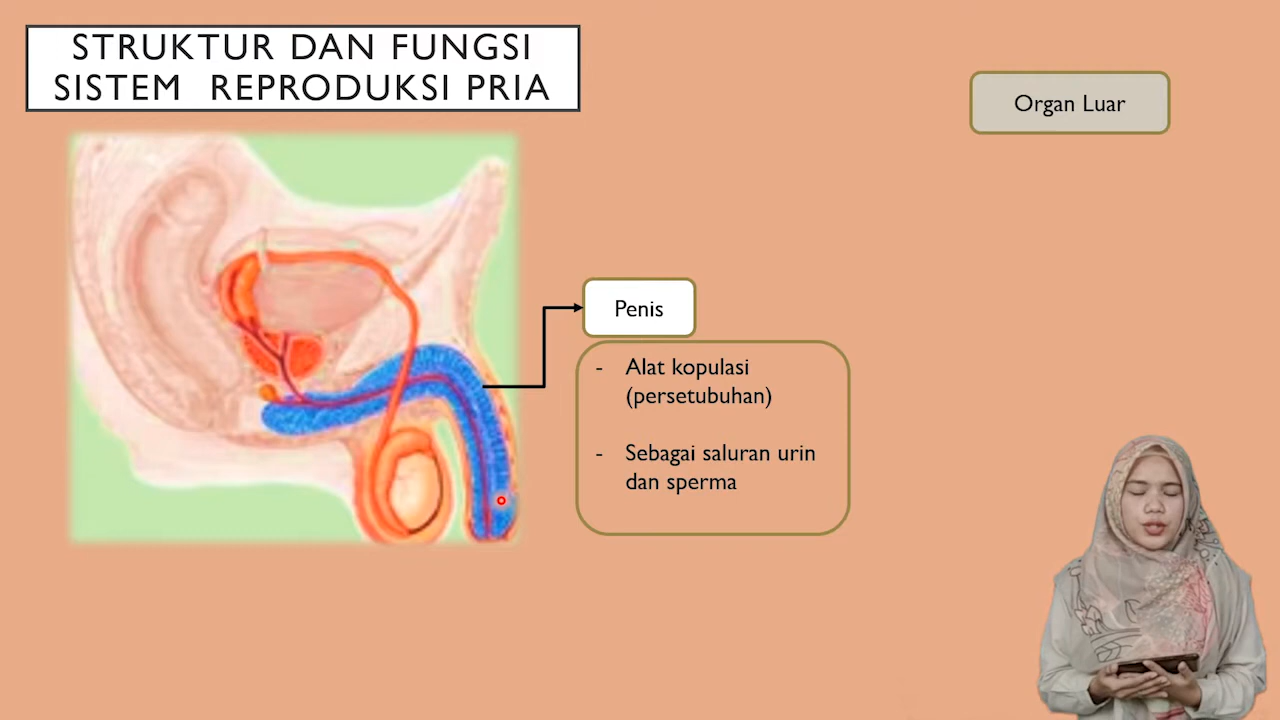 STRUKTUR DAN FUNGSI
SISTEM REPRODUKSI PRIA
Organ Luar
Penis
- Alat kopulasi
(persetubuhan)
- Sebagai saluran urin
dan sperma